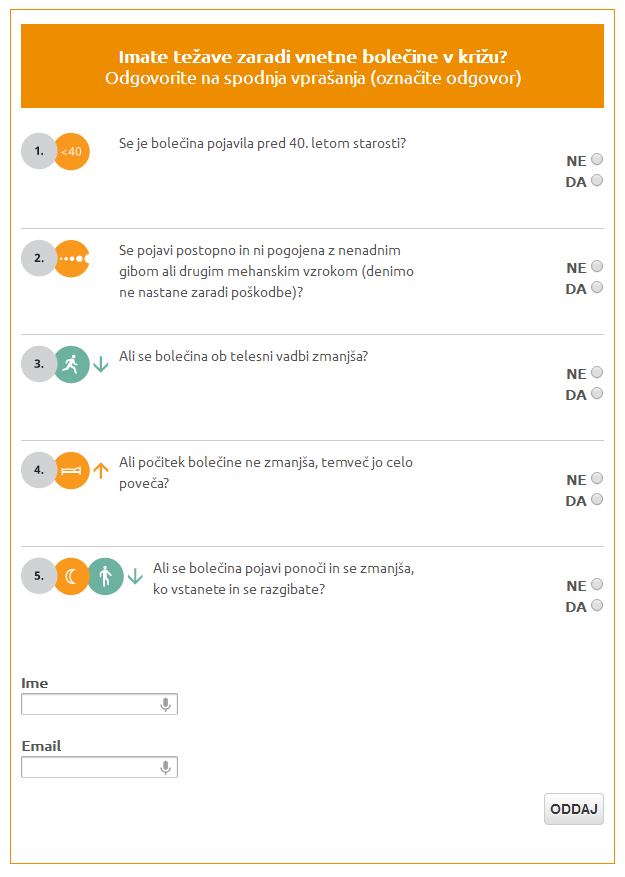 Imate težave zaradi vnetne bolečine v križu?
Odgovorite na spodnja vprašanja (označite odgovor)
1. <40 Se je bolečina pojavila pred 40. letom starosti?
NE
DA
2. Se pojavi postopno in ni pogojena z nenadnim
gibom ali drugim mehanskim vzrokom (denimo
ne nastane zaradi poškodbe)?
NE
DA
3. Ali se bolečina ob telesni vadbi zmanjša?
NE
DA
4. Ali počitek bolečine ne zmanjša, temveč jo celo
poveča?
NE
DA
5. Ali se bolečina pojavi ponoči in se zmanjša,
ko vstanete in se razgibate?
NE
DA
Ime
Email
ODDAJ